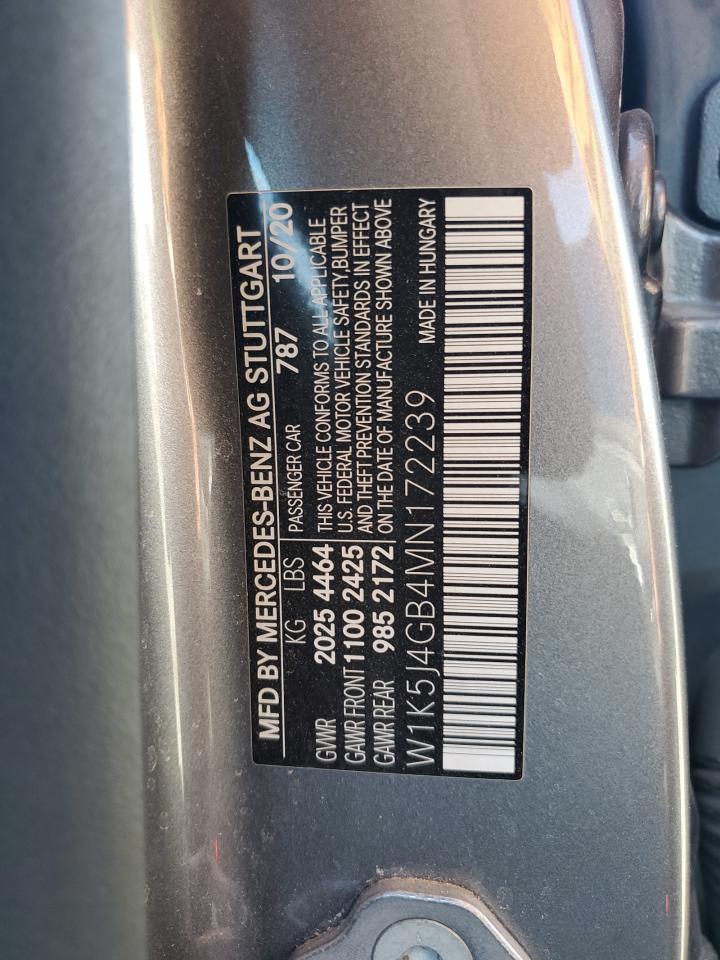 MFD BY MERCEDES-BENZ AG STUTTGART
KG LBS PASSENGER CAR 787 10/20
GVWR 2025 4464 THIS VEHICLE CONFORMS TO ALL APPLICABLE
GAWR FRONT 1100 2425 U.S. FEDERAL MOTOR VEHICLE SAFETY,BUMPER
GAWR REAR 985 2172 AND THEFT PREVENTION STANDARDS IN EFFECT
ON THE DATE OF MANUFACTURE SHOWN ABOVE
W1K5J4GB4MN172239 MADE IN HUNGARY